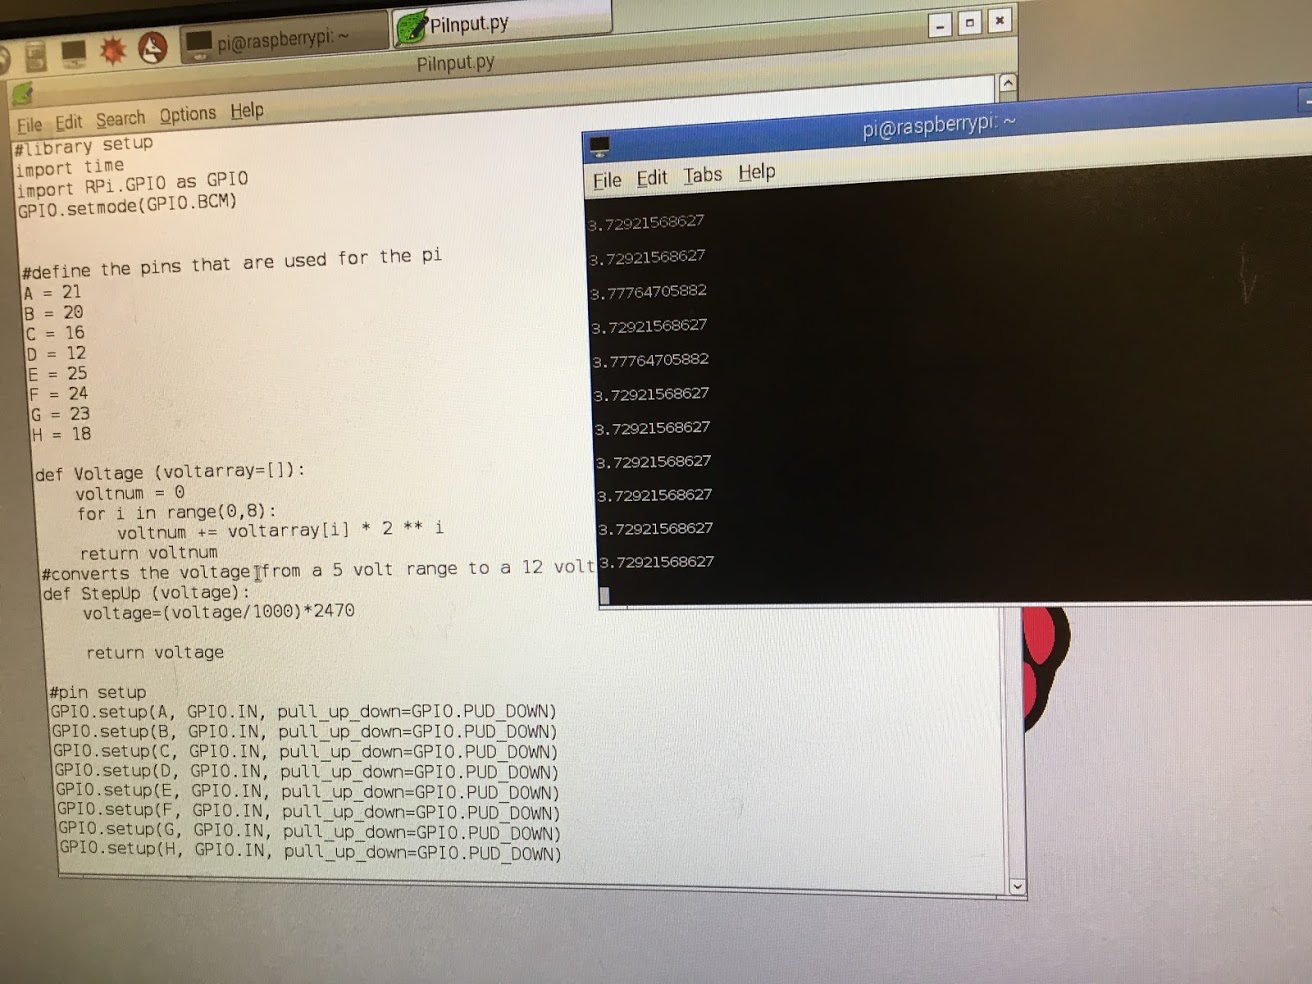 pi@raspberrypi: ~
PiInput.py
PiInput.py
File Edit Search Options Help
#library setup
import time
import RPi.GPIO as GPIO
GPIO.setmode(GPIO.BCM)
#define the pins that are used for the pi
A = 21
B = 20
C = 16
D = 12
E = 25
F = 24
G = 23
H = 18
def Voltage (voltarray=[]):
voltnum = 0
for i in range(0,8):
voltnum += voltarray[i] * 2 ** i
return voltnum
#converts the voltage from a 5 volt range to a 12 volt
def StepUp (voltage):
voltage=(voltage/1000)*2470
return voltage
#pin setup
GPIO.setup(A, GPIO.IN, pull_up_down=GPIO.PUD_DOWN)
GPIO.setup(B, GPIO.IN, pull_up_down=GPIO.PUD_DOWN)
GPIO.setup(C, GPIO.IN, pull_up_down=GPIO.PUD_DOWN)
GPIO.setup(D, GPIO.IN, pull_up_down=GPIO.PUD_DOWN)
GPIO.setup(E, GPIO.IN, pull_up_down=GPIO.PUD_DOWN)
GPIO.setup(F, GPIO.IN, pull_up_down=GPIO.PUD_DOWN)
GPIO.setup(G, GPIO.IN, pull_up_down=GPIO.PUD_DOWN)
GPIO.setup(H, GPIO.IN, pull_up_down=GPIO.PUD_DOWN)
pi@raspberrypi: ~
File Edit Tabs Help
3.72921568627
3.72921568627
3.77764705882
3.72921568627
3.77764705882
3.72921568627
3.72921568627
3.72921568627
3.72921568627
3.72921568627
3.72921568627